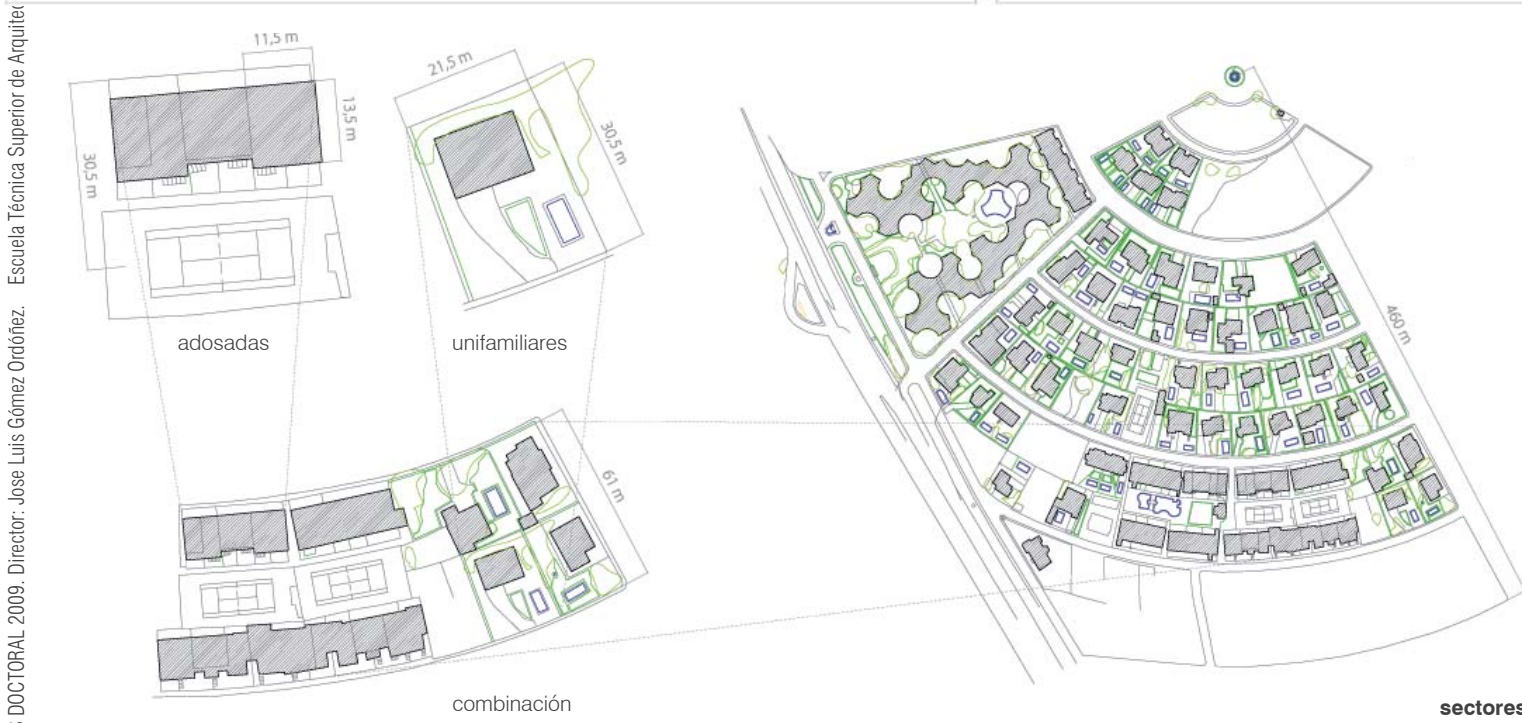 DOCTORAL 2009. Director: Jose Luis Gómez Ordóñez. Escuela Técnica Superior de
11,5 m
13,5 m
30,5 m
adosadas
21,5 m
30,5 m
unifamiliares
61 m
combinación
460 m
sectores